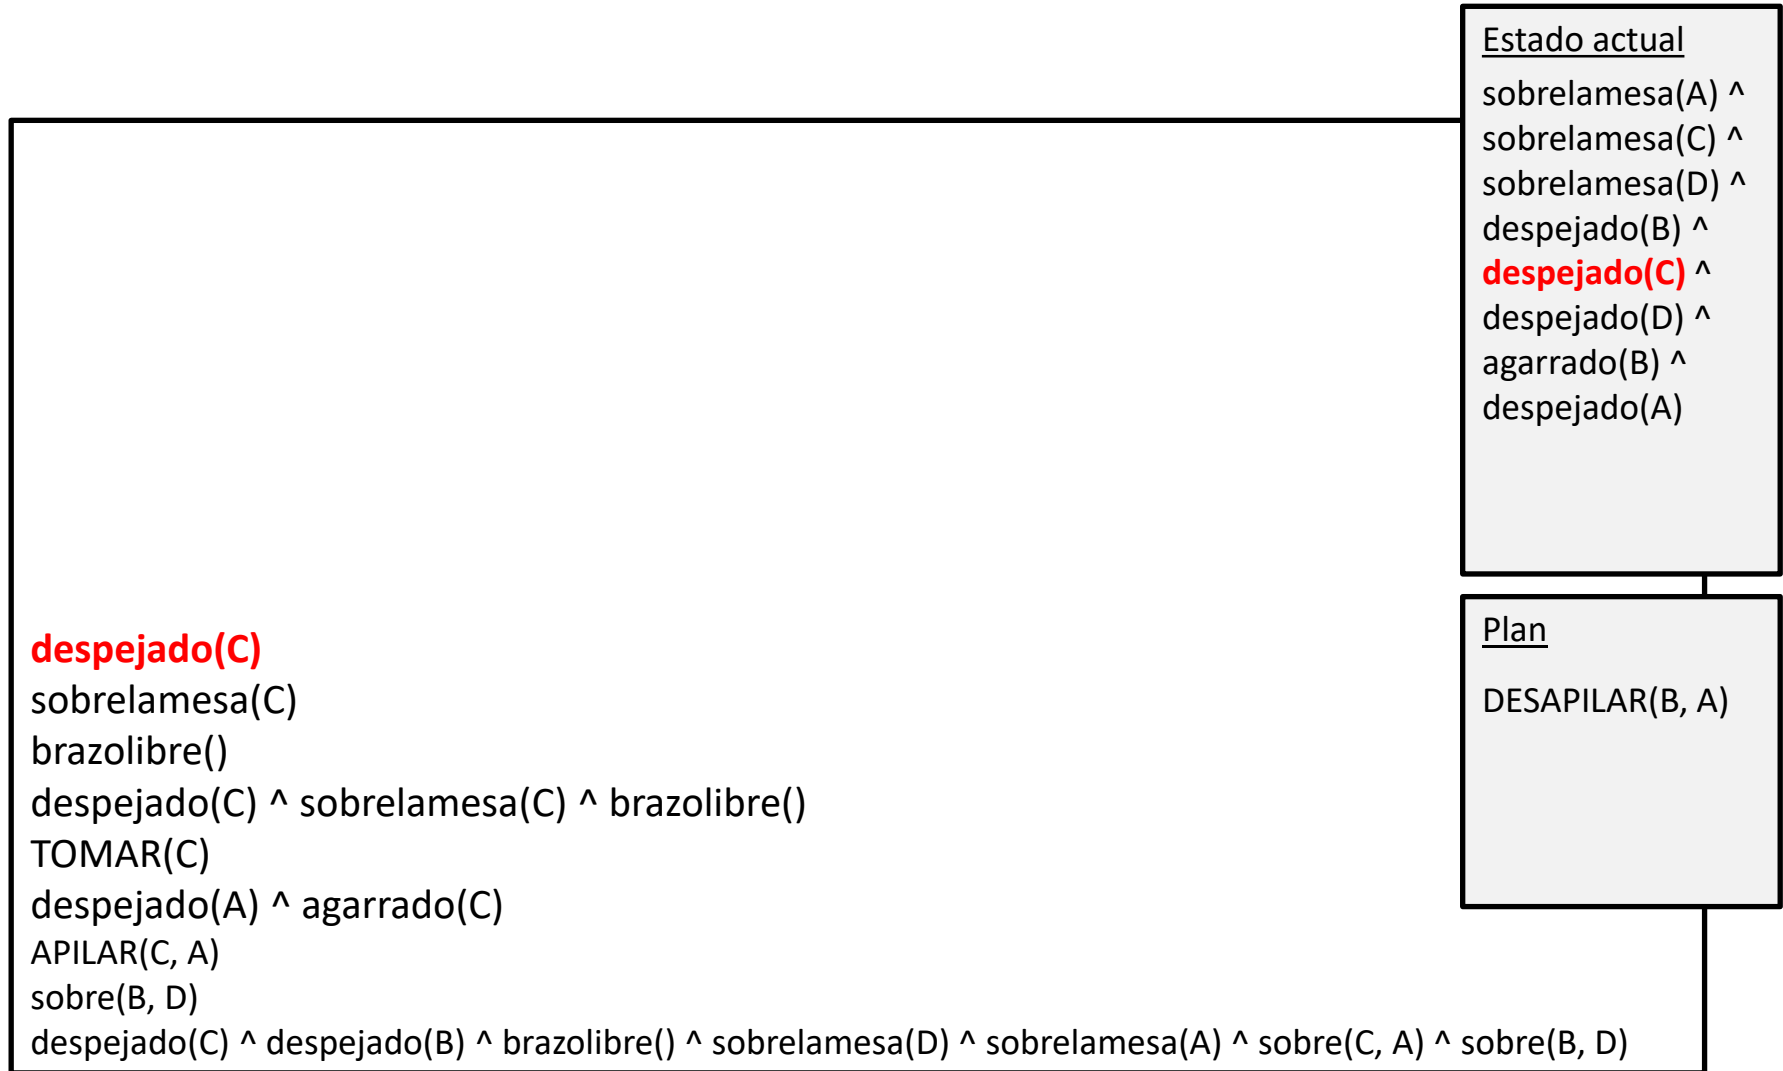 Estado actual
sobrelamesa(A) ^
sobrelamesa(C) ^
sobrelamesa(D) ^
despejado(B) ^
despejado(C) ^
despejado(D) ^
agarrado(B) ^
despejado(A)
despejado(C)
sobrelamesa(C)
brazolibre()
despejado(C) ^ sobrelamesa(C) ^ brazolibre()
TOMAR(C)
despejado(A) ^ agarrado(C)
APILAR(C, A)
sobre(B, D)
despejado(C) ^ despejado(B) ^ brazolibre() ^ sobrelamesa(D) ^ sobrelamesa(A) ^ sobre(C, A) ^ sobre(B, D)
Plan
DESAPILAR(B, A)